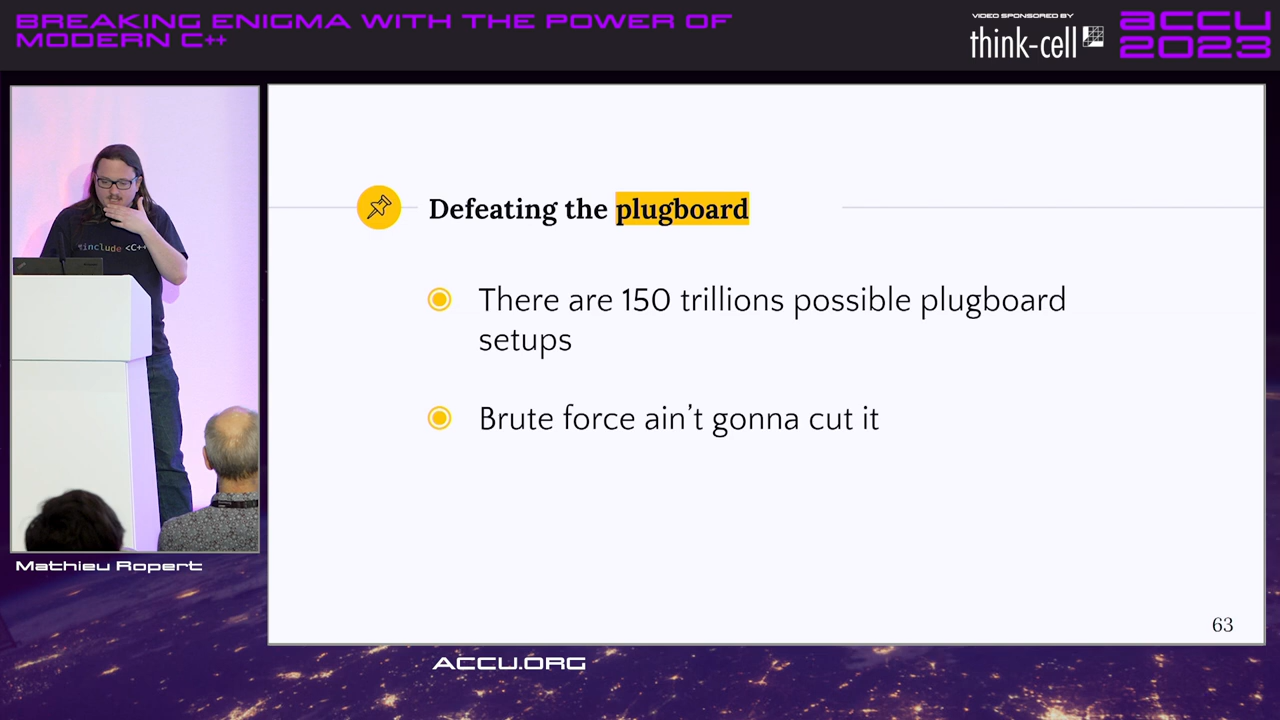 BREAKING ENIGMA WITH THE POWER OF
MODERN C++
VIDEO SPONSORED BY
think-cell
accu
2023
#include <C++>
Defeating the plugboard
There are 150 trillions possible plugboard
setups
Brute force ain't gonna cut it
63
Mathieu Ropert
ACCU.ORG